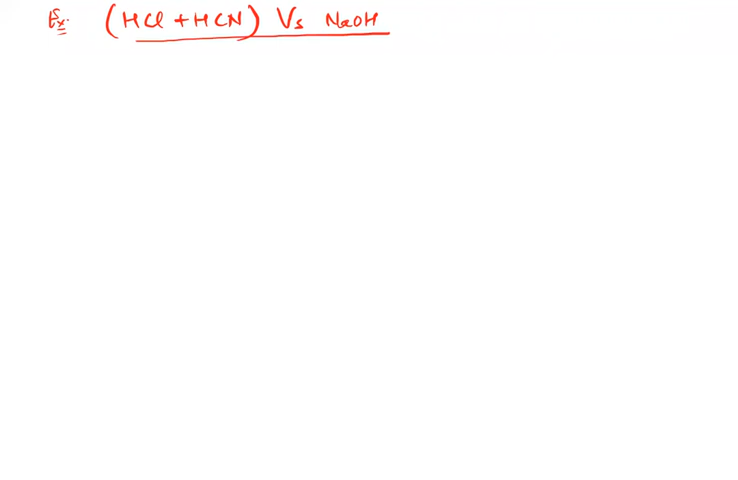 Ex. (HCl + HCN) Vs NaOH